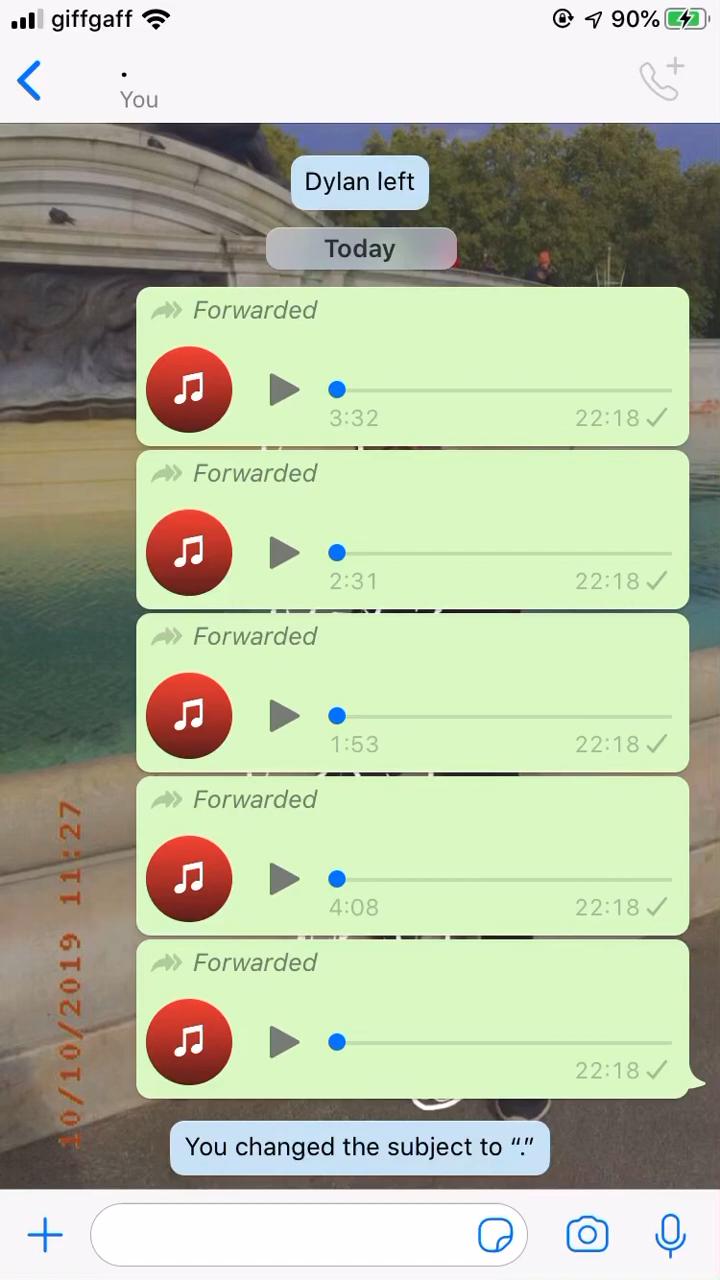 giffgaff 90%
.
You
Dylan left
Today
Forwarded
3:32 22:18
Forwarded
2:31 22:18
Forwarded
1:53 22:18
Forwarded
4:08 22:18
Forwarded
22:18
10/10/2019 11:27
You changed the subject to “.”